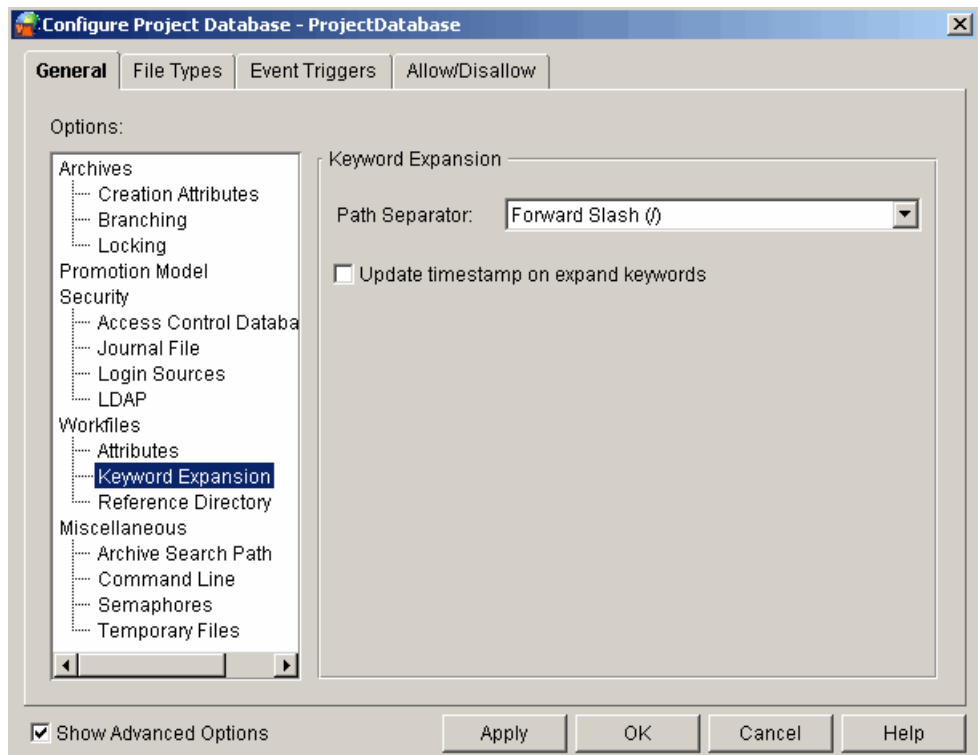 Configure Project Database - ProjectDatabase
General File Types Event Triggers Allow/Disallow
Options:
Archives
Creation Attributes
Branching
Locking
Promotion Model
Security
Access Control Databa
Journal File
Login Sources
LDAP
Workfiles
Attributes
Keyword Expansion
Reference Directory
Miscellaneous
Archive Search Path
Command Line
Semaphores
Temporary Files
Keyword Expansion
Path Separator: Forward Slash (/)
Update timestamp on expand keywords
Show Advanced Options Apply OK Cancel Help